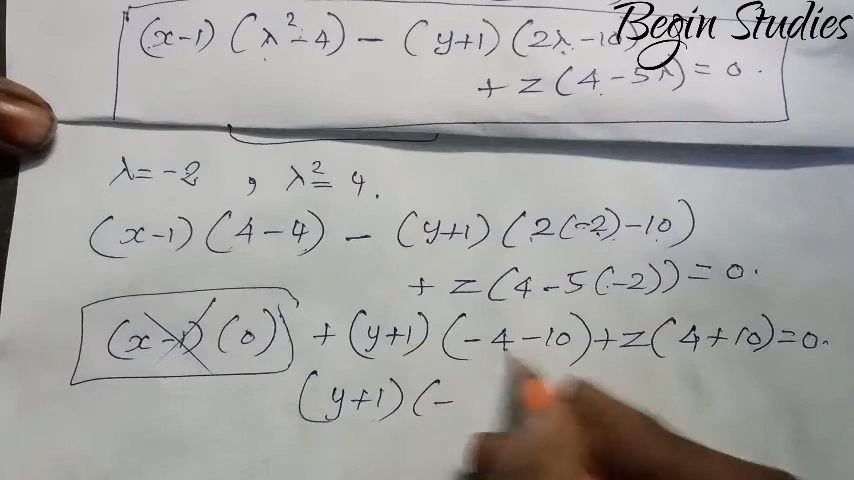 Begin Studies
(x-1) (λ²-4) - (y+1) (2λ-10)
+ z (4-5λ) = 0.
λ = -2 , λ² = 4.
(x-1) (4-4) - (y+1) (2(-2)-10)
+ z (4-5(-2)) = 0.
(x-1) (0) + (y+1) (-4-10) + z (4+10) = 0.
(y+1) (-